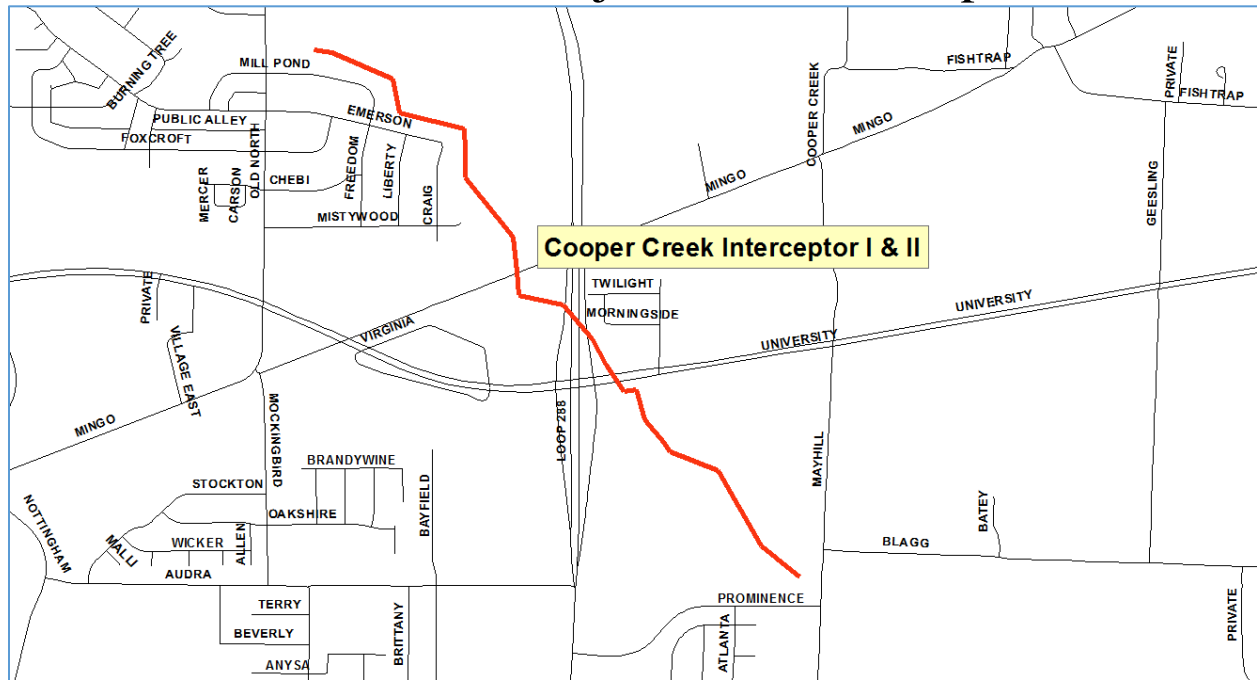 MILL POND
BURNING TREE
PUBLIC ALLEY
EMERSON
FOXCROFT
OLD NORTH
FREEDOM
LIBERTY
CHEBI
MERCER
CARSON
CRAIG
MISTYWOOD
COOPER CREEK
FISHTRAP
PRIVATE
FISHTRAP
MINGO
MINGO
GEESLING
Cooper Creek Interceptor I & II
TWILIGHT
MORNINGSIDE
UNIVERSITY
UNIVERSITY
PRIVATE
VILLAGE EAST
VIRGINIA
MINGO
MOCKINGBIRD
LOOP 288
MAYHILL
BRANDYWINE
STOCKTON
OAKSHIRE
BAYFIELD
NOTTINGHAM
MALLI
WICKER
ALLEN
AUDRA
BATEY
BLAGG
TERRY
BEVERLY
ANYSA
BRITTANY
PROMINENCE
ATLANTA
PRIVATE